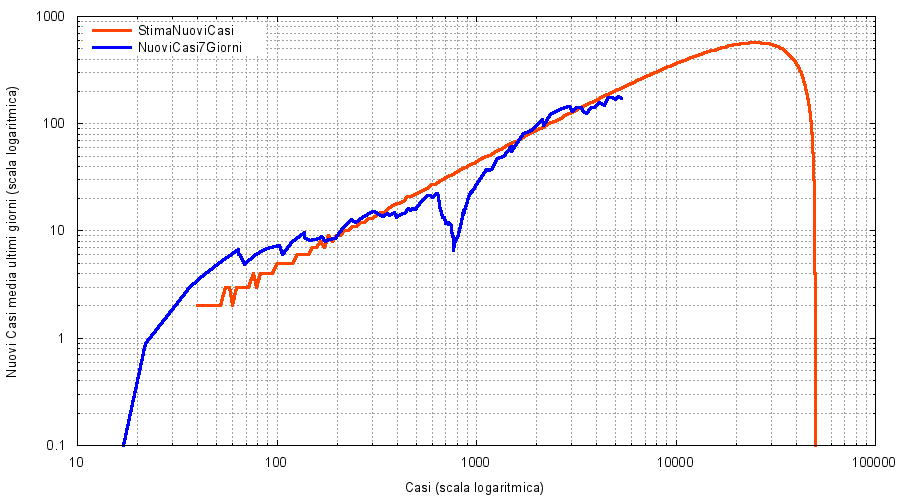 1000
StimaNuoviCasi
NuoviCasi7Giorni
100
10
1
0.1
Nuovi Casi media ultimi giorni (scala logaritmica)
10
100
1000
10000
100000
Casi (scala logaritmica)